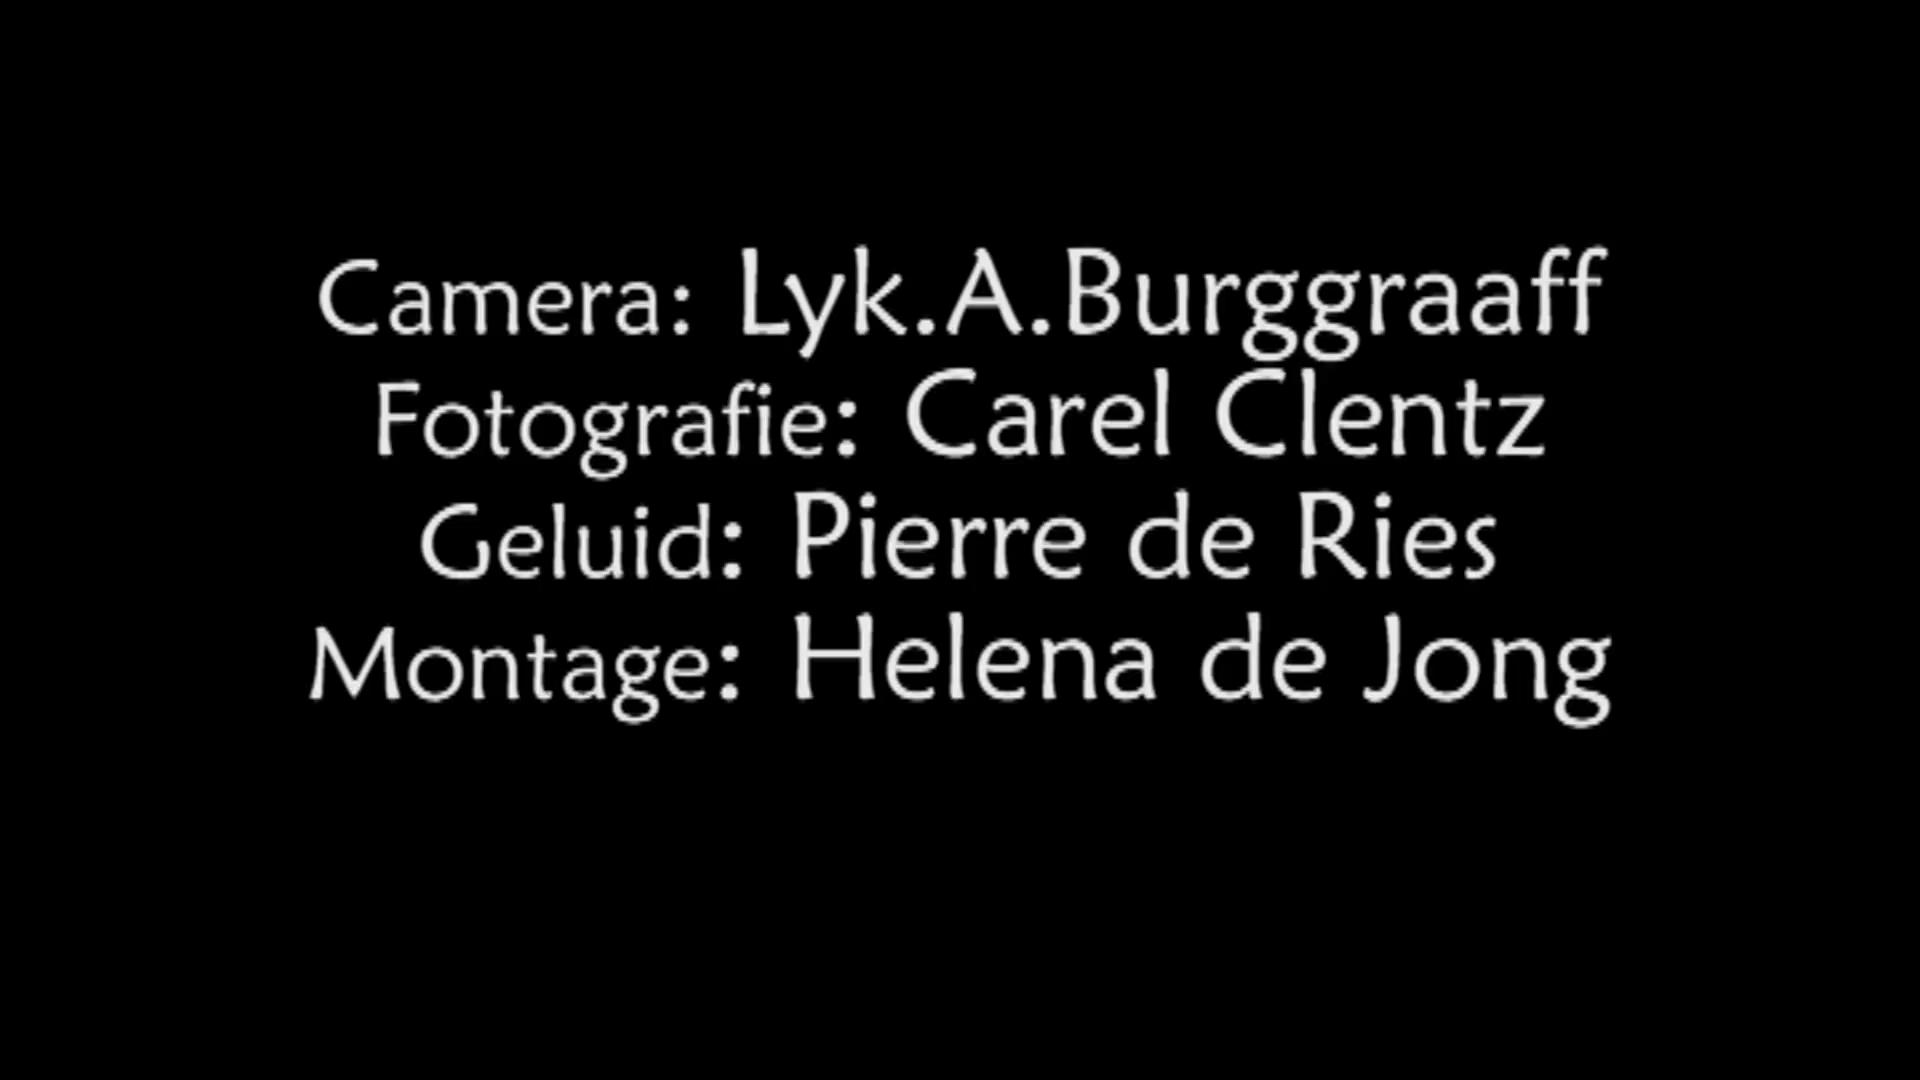 Camera: Lyk.A.Burggraaff
Fotografie: Carel Clentz
Geluid: Pierre de Ries
Montage: Helena de Jong